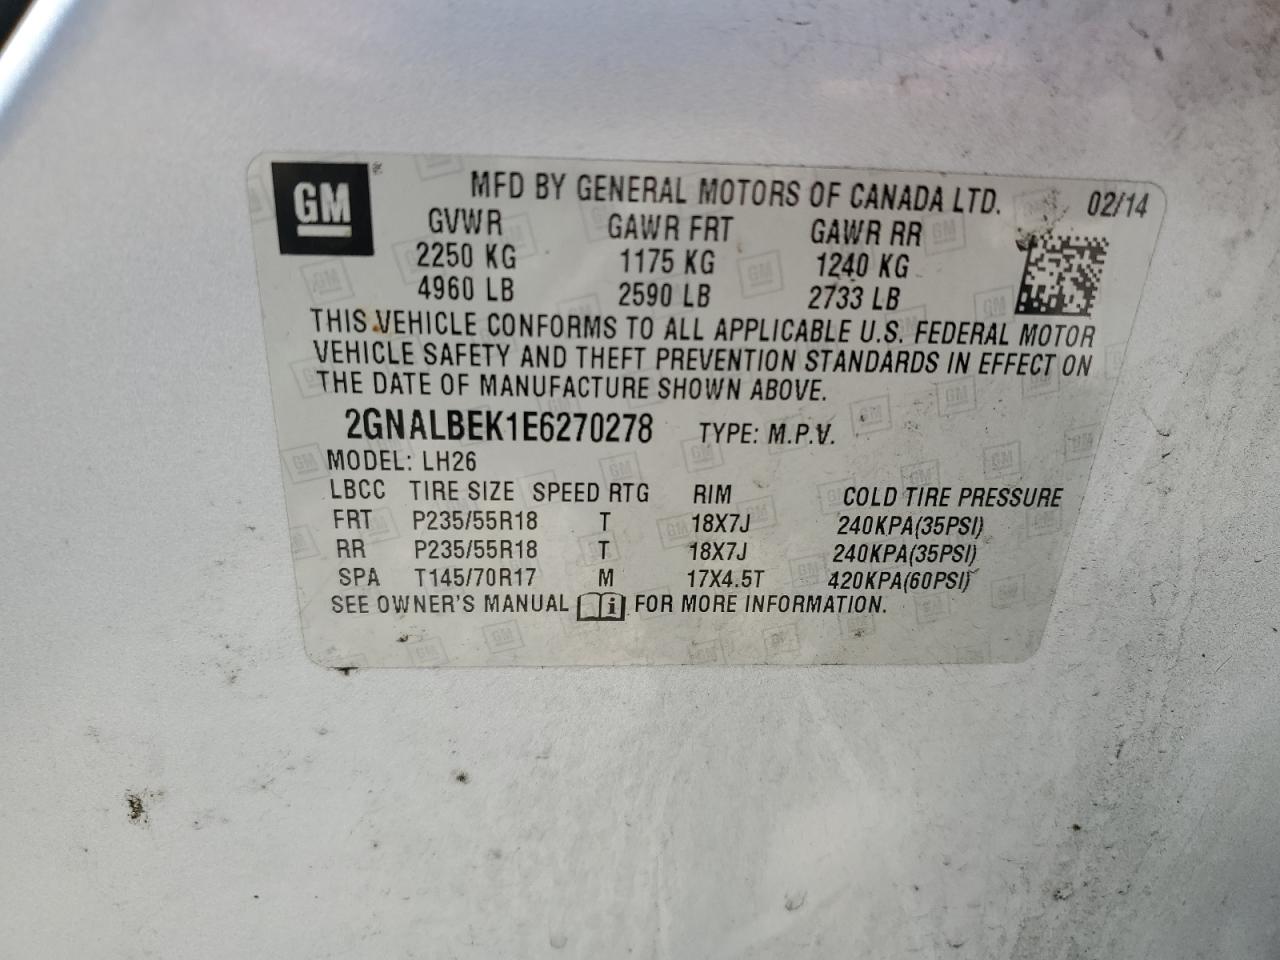 GM
MFD BY GENERAL MOTORS OF CANADA LTD. 02/14
GVWR GAWR FRT GAWR RR
2250 KG 1175 KG 1240 KG
4960 LB 2590 LB 2733 LB
THIS VEHICLE CONFORMS TO ALL APPLICABLE U.S. FEDERAL MOTOR
VEHICLE SAFETY AND THEFT PREVENTION STANDARDS IN EFFECT ON
THE DATE OF MANUFACTURE SHOWN ABOVE.
2GNALBEK1E6270278 TYPE: M.P.V.
MODEL: LH26
LBCC TIRE SIZE SPEED RTG RIM COLD TIRE PRESSURE
FRT P235/55R18 T 18X7J 240KPA(35PSI)
RR P235/55R18 T 18X7J 240KPA(35PSI)
SPA T145/70R17 M 17X4.5T 420KPA(60PSI)
SEE OWNER'S MANUAL i FOR MORE INFORMATION.